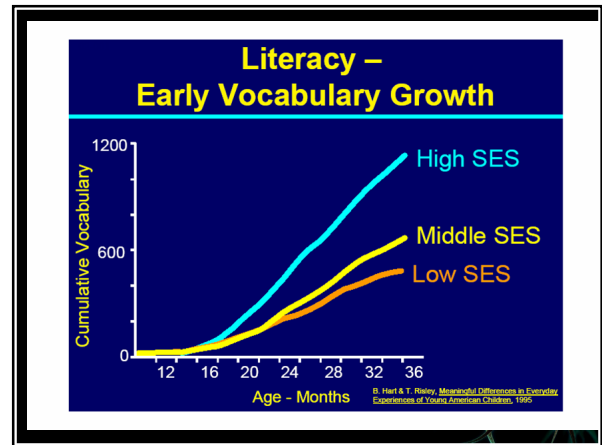 Literacy –
Early Vocabulary Growth
1200
600
0
Cumulative Vocabulary
High SES
Middle SES
Low SES
12 16 20 24 28 32 36
Age - Months
B. Hart & T. Risley, Meaningful Differences in Everyday
Experiences of Young American Children, 1995